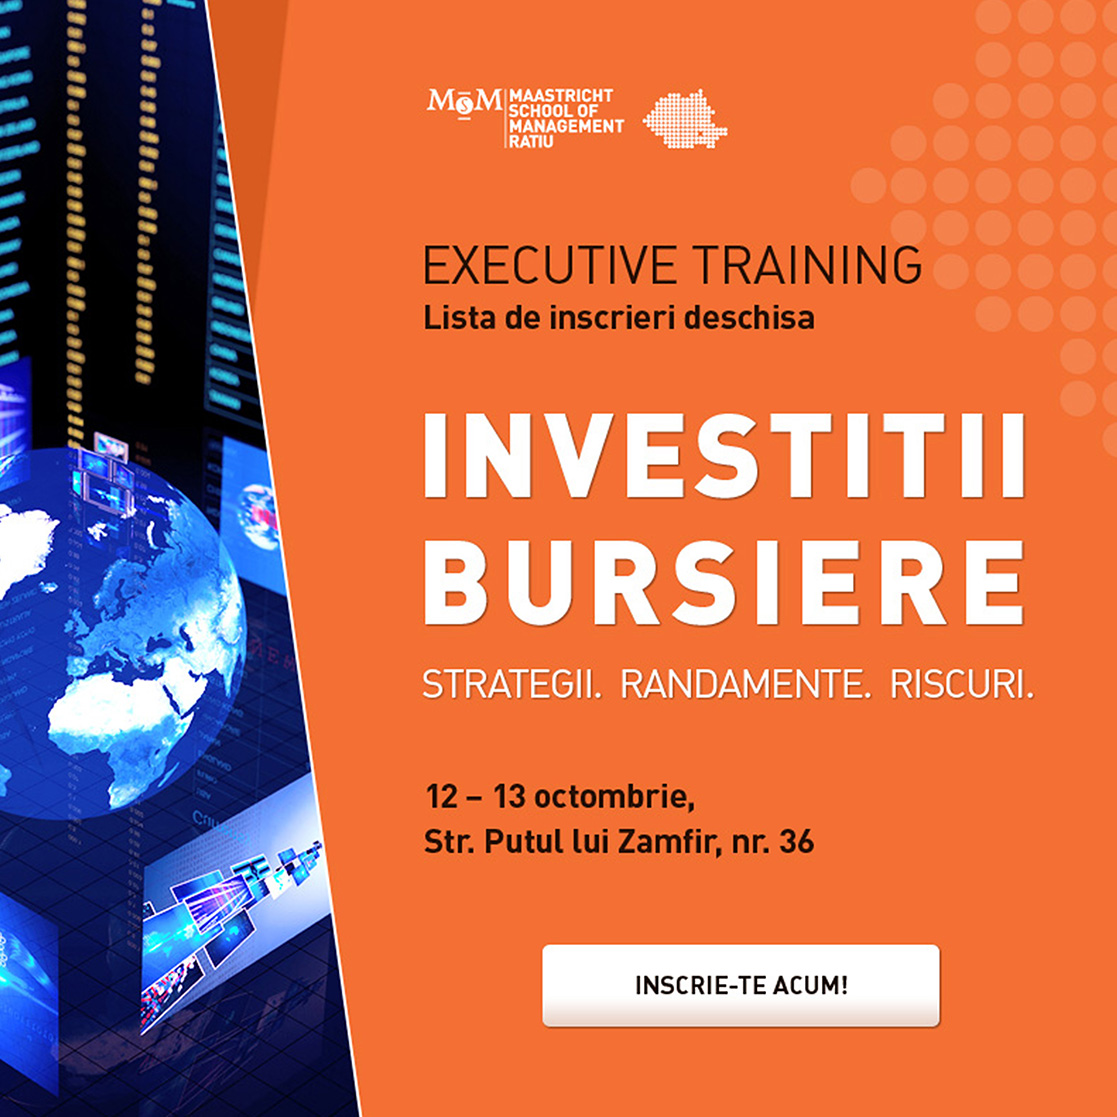 MSM
MAASTRICHT
SCHOOL OF
MANAGEMENT
RATIU
EXECUTIVE TRAINING
Lista de inscrieri deschisa
INVESTITII
BURSIERE
STRATEGII. RANDAMENTE. RISCURI.
12 – 13 octombrie,
Str. Putul lui Zamfir, nr. 36
INSCRIE-TE ACUM!